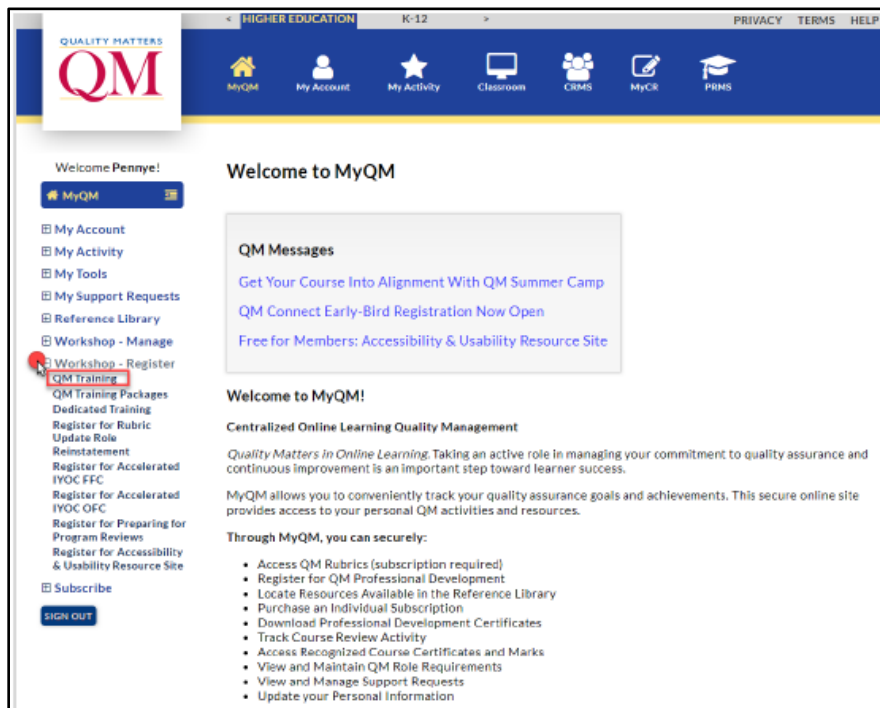 < HIGHER EDUCATION K-12 > PRIVACY TERMS HELP
QUALITY MATTERS
QM
MyQM My Account My Activity Classroom CRMS MyCR PRMS
Welcome Pennye!
MyQM
My Account
My Activity
My Tools
My Support Requests
Reference Library
Workshop - Manage
Workshop - Register
QM Training
QM Training Packages
Dedicated Training
Register for Rubric
Update Role
Reinstatement
Register for Accelerated
IYOC FFC
Register for Accelerated
IYOC OFC
Register for Preparing for
Program Reviews
Register for Accessibility
& Usability Resource Site
Subscribe
SIGN OUT
Welcome to MyQM
QM Messages
Get Your Course Into Alignment With QM Summer Camp
QM Connect Early-Bird Registration Now Open
Free for Members: Accessibility & Usability Resource Site
Welcome to MyQM!
Centralized Online Learning Quality Management
Quality Matters in Online Learning. Taking an active role in managing your commitment to quality assurance and
continuous improvement is an important step toward learner success.
MyQM allows you to conveniently track your quality assurance goals and achievements. This secure online site
provides access to your personal QM activities and resources.
Through MyQM, you can securely:
• Access QM Rubrics (subscription required)
• Register for QM Professional Development
• Locate Resources Available in the Reference Library
• Purchase an Individual Subscription
• Download Professional Development Certificates
• Track Course Review Activity
• Access Recognized Course Certificates and Marks
• View and Maintain QM Role Requirements
• View and Manage Support Requests
• Update your Personal Information